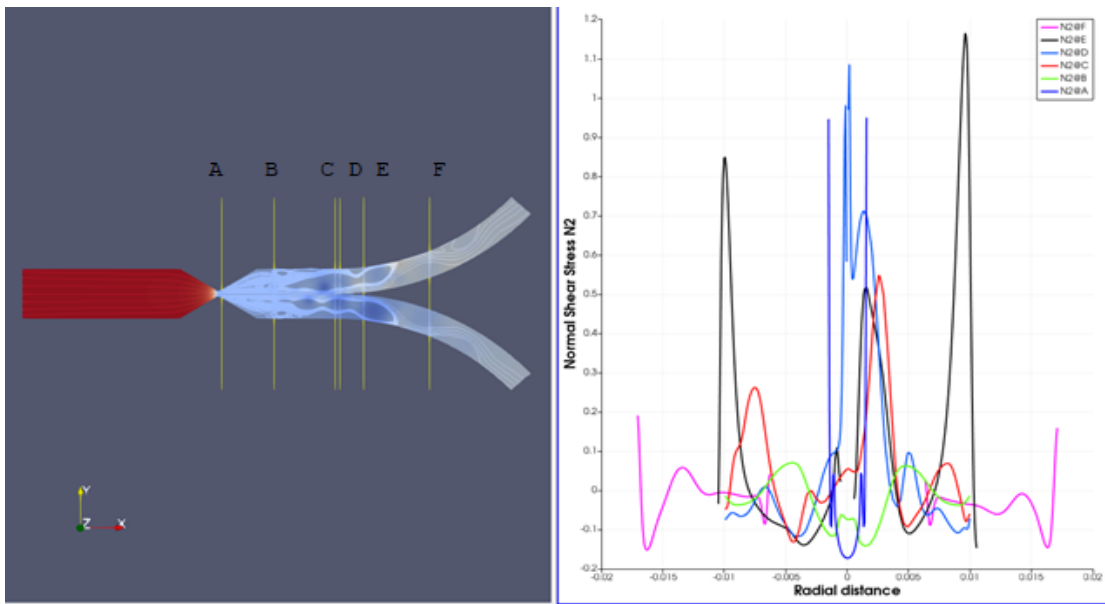 A B C D E F
Y
Z X
Normal Shear Stress N2
1.2
1.1
1
0.9
0.8
0.7
0.6
0.5
0.4
0.3
0.2
0.1
0
-0.1
-0.2
-0.02 -0.015 -0.01 -0.005 0 0.005 0.01 0.015 0.02
Radial distance
N2@F
N2@E
N2@D
N2@C
N2@B
N2@A